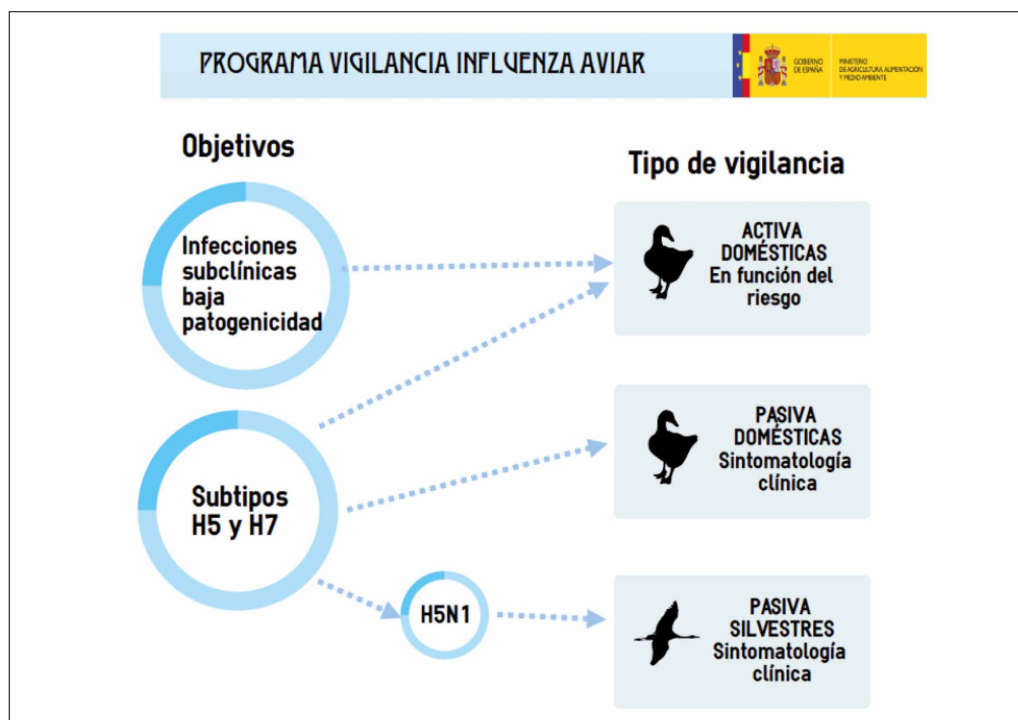 PROGRAMA VIGILANCIA INFLUENZA AVIAR
GOBIERNO
DE ESPAÑA
MINISTERIO
DE AGRICULTURA, ALIMENTACIÓN
Y MEDIO AMBIENTE
Objetivos
Infecciones
subclínicas
baja
patogenicidad
Subtipos
H5 y H7
H5N1
Tipo de vigilancia
ACTIVA
DOMÉSTICAS
En función del
riesgo
PASIVA
DOMÉSTICAS
Sintomatología
clínica
PASIVA
SILVESTRES
Sintomatología
clínica